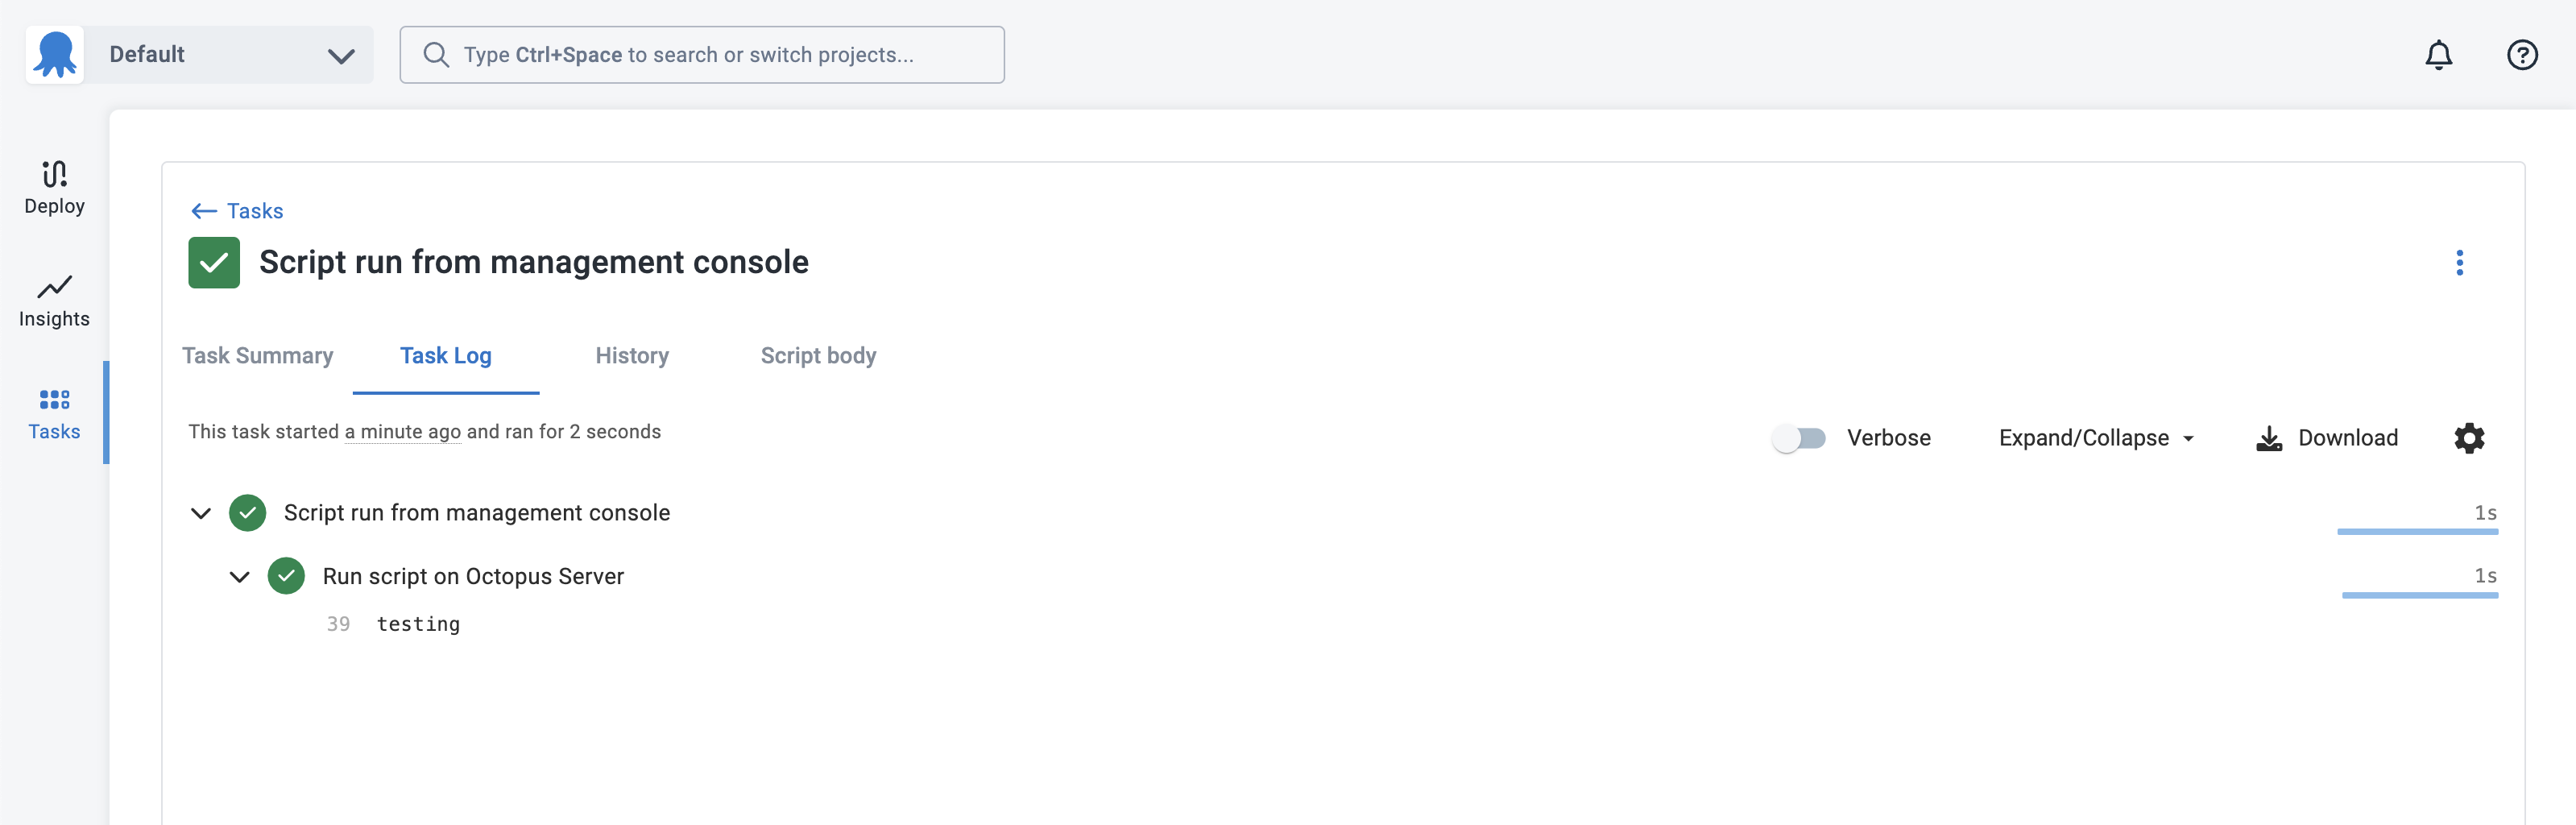 Default
Type Ctrl+Space to search or switch projects...
Deploy
Insights
Tasks
Tasks
Script run from management console
Task Summary Task Log History Script body
This task started a minute ago and ran for 2 seconds
Verbose Expand/Collapse Download
Script run from management console 1s
Run script on Octopus Server 1s
39 testing